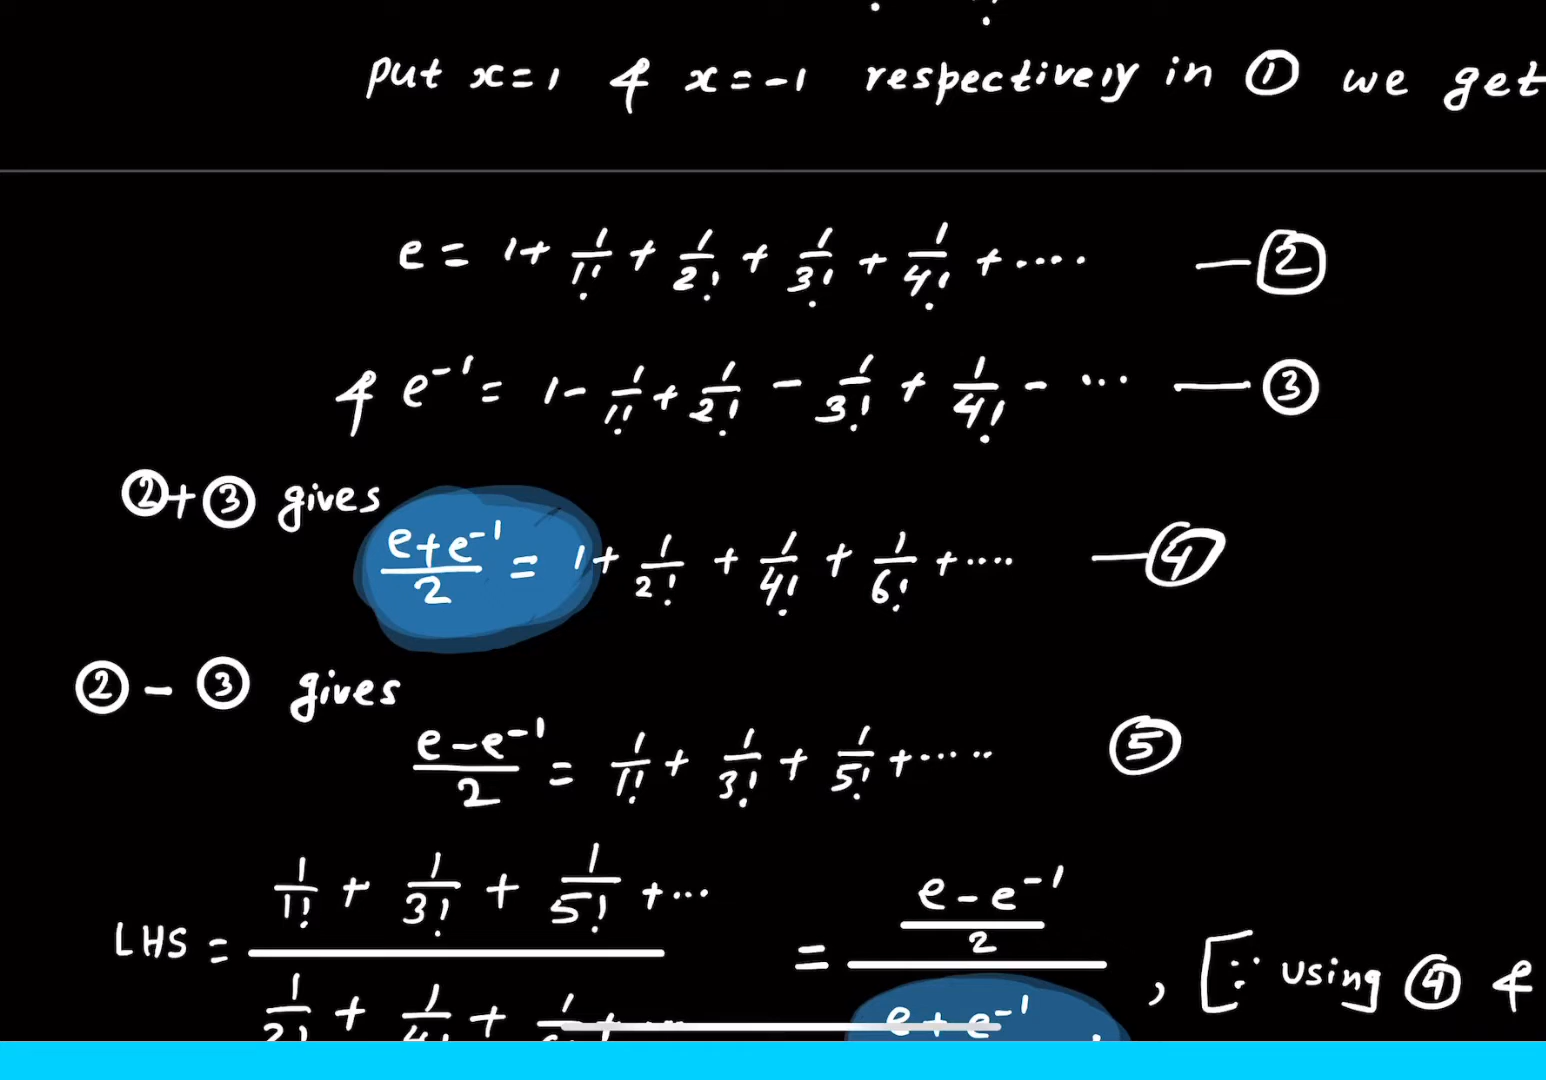 put x=1 & x=-1 respectively in ① we get
e = 1 + 1/1! + 1/2! + 1/3! + 1/4! + .... — ②
& e⁻¹ = 1 - 1/1! + 1/2! - 1/3! + 1/4! - ... — ③
②+③ gives
(e+e⁻¹)/2 = 1 + 1/2! + 1/4! + 1/6! + .... — ④
② - ③ gives
(e-e⁻¹)/2 = 1/1! + 1/3! + 1/5! + ...... ⑤
LHS = (1/1! + 1/3! + 1/5! + ...)/(1/2! + 1/4! + = ((e-e⁻¹)/2)/(e+e⁻¹ , [∵ using ④ &